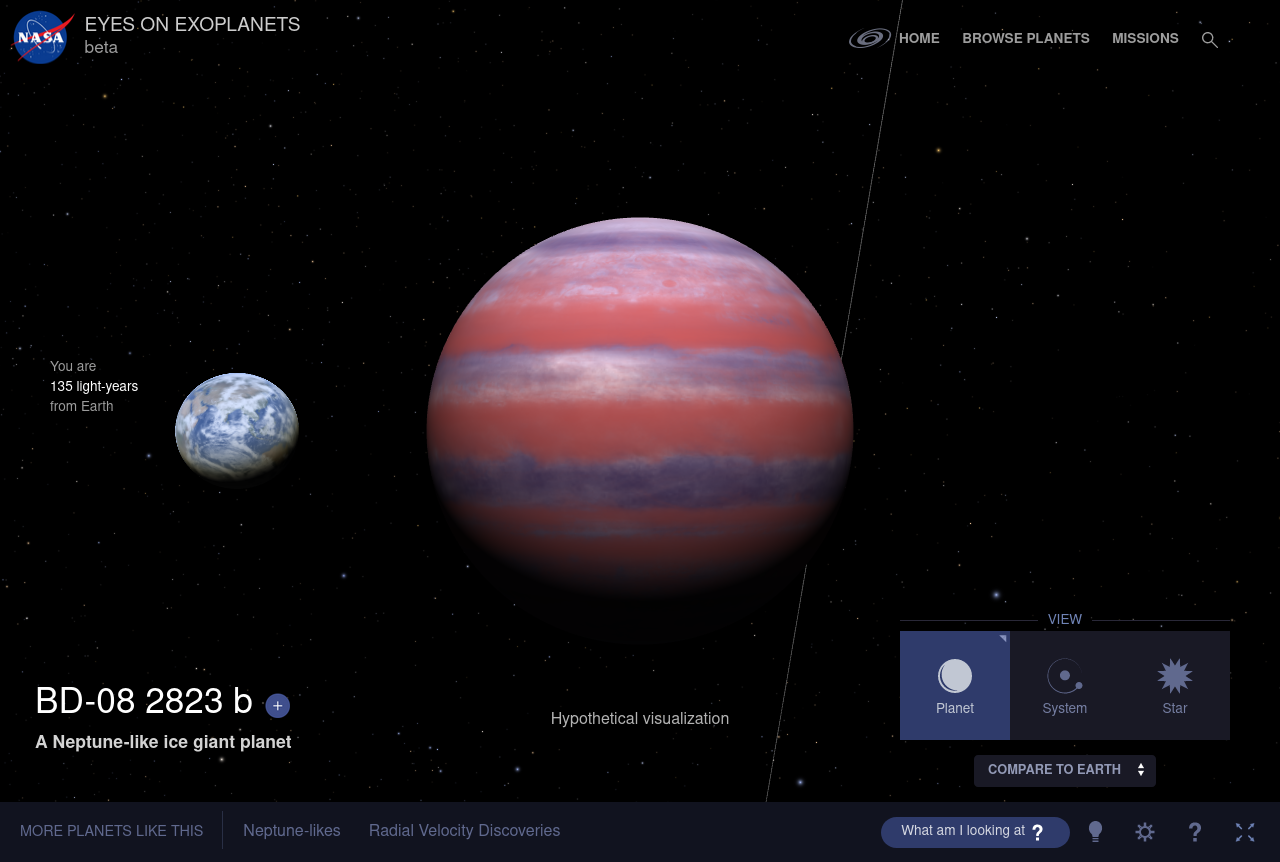 NASA
EYES ON EXOPLANETS
beta
HOME
BROWSE PLANETS
MISSIONS
You are
135 light-years
from Earth
BD-08 2823 b +
A Neptune-like ice giant planet
Hypothetical visualization
VIEW
Planet
System
Star
COMPARE TO EARTH
MORE PLANETS LIKE THIS
Neptune-likes
Radial Velocity Discoveries
What am I looking at ?
?